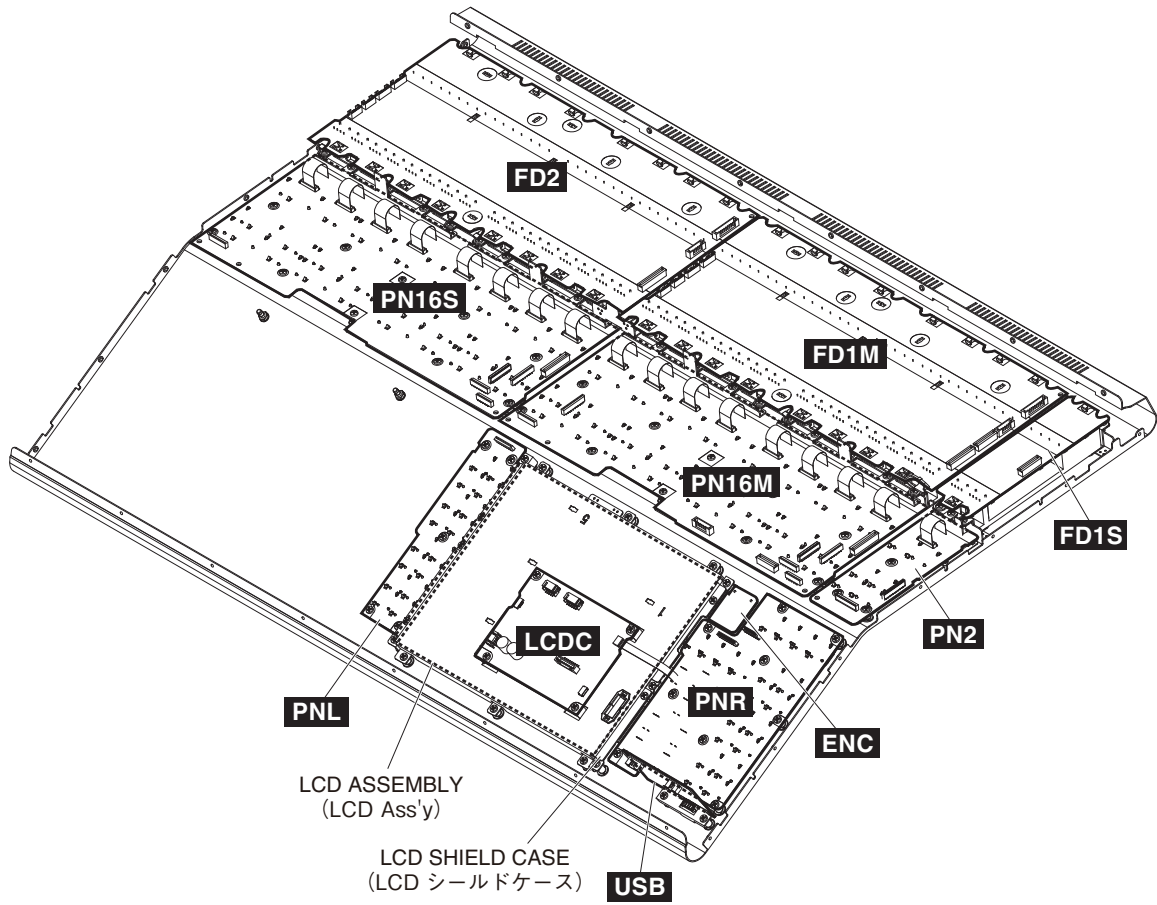 FD2
PN16S
FD1M
PN16M
FD1S
LCDC
PN2
PNR
PNL
ENC
LCD ASSEMBLY
(LCD Ass'y)
LCD SHIELD CASE
(LCD シールドケース)
USB